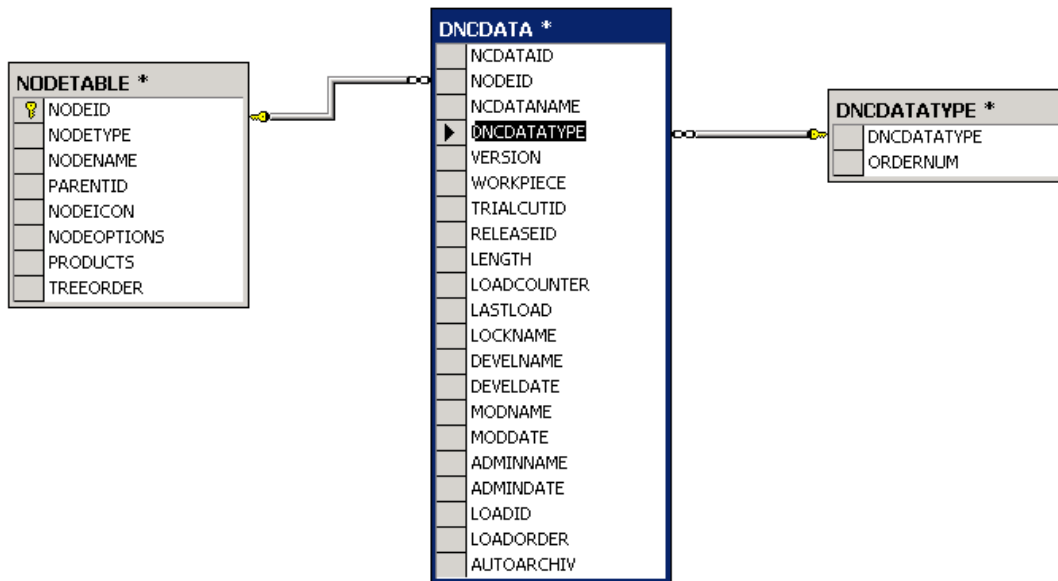 NODETABLE *
NODEID
NODETYPE
NODENAME
PARENTID
NODEICON
NODEOPTIONS
PRODUCTS
TREEORDER
DNCDATA *
NCDATAID
NODEID
NCDATANAME
DNCDATATYPE
VERSION
WORKPIECE
TRIALCUTID
RELEASEID
LENGTH
LOADCOUNTER
LASTLOAD
LOCKNAME
DEVELNAME
DEVELDATE
MODNAME
MODDATE
ADMINNAME
ADMINDATE
LOADID
LOADORDER
AUTOARCHIV
DNCDATATYPE *
DNCDATATYPE
ORDERNUM